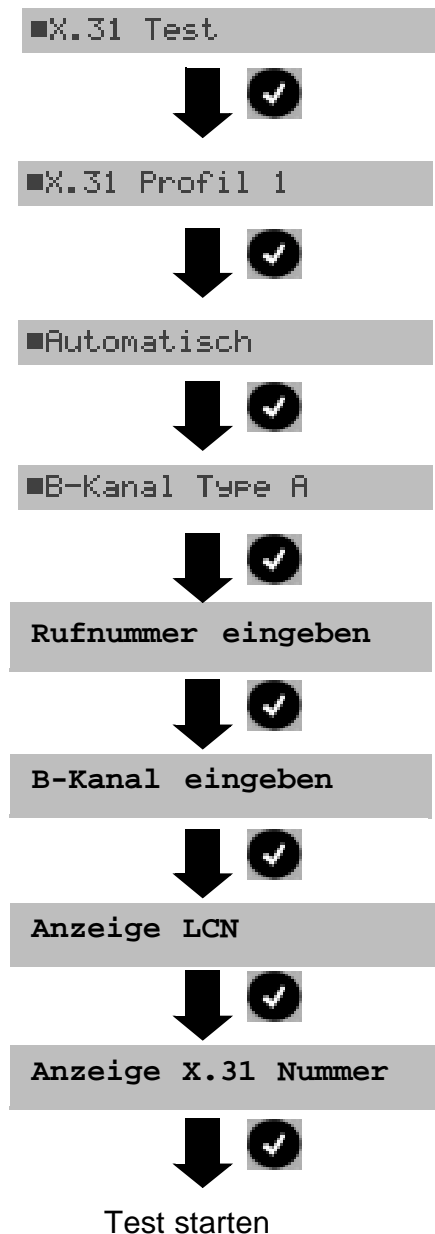 ■X.31 Test
■X.31 Profil 1
■Automatisch
■B-Kanal Type A
Rufnummer eingeben
B-Kanal eingeben
Anzeige LCN
Anzeige X.31 Nummer
Test starten